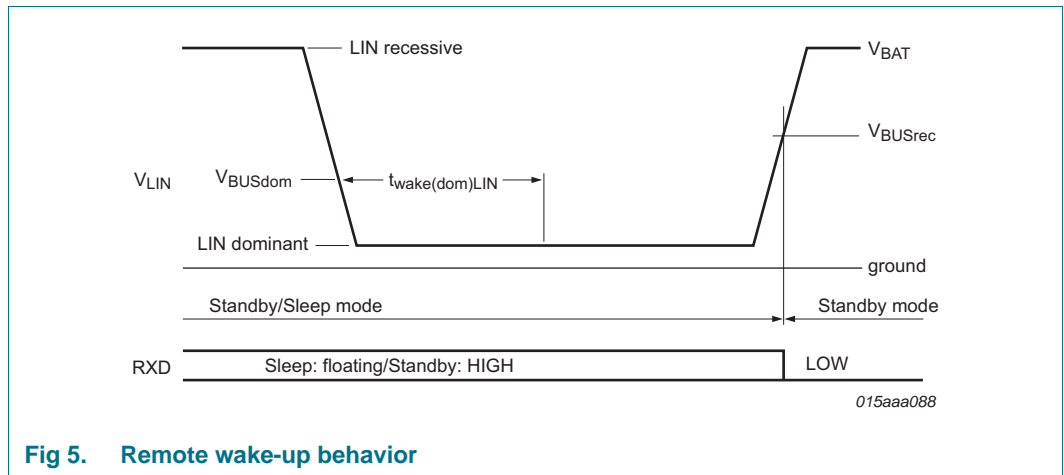 LIN recessive
V_BAT
V_BUSrec
V_LIN
V_BUSdom
t_wake(dom)LIN
LIN dominant
ground
Standby/Sleep mode
Standby mode
RXD
Sleep: floating/Standby: HIGH
LOW
015aaa088
Fig 5. Remote wake-up behavior